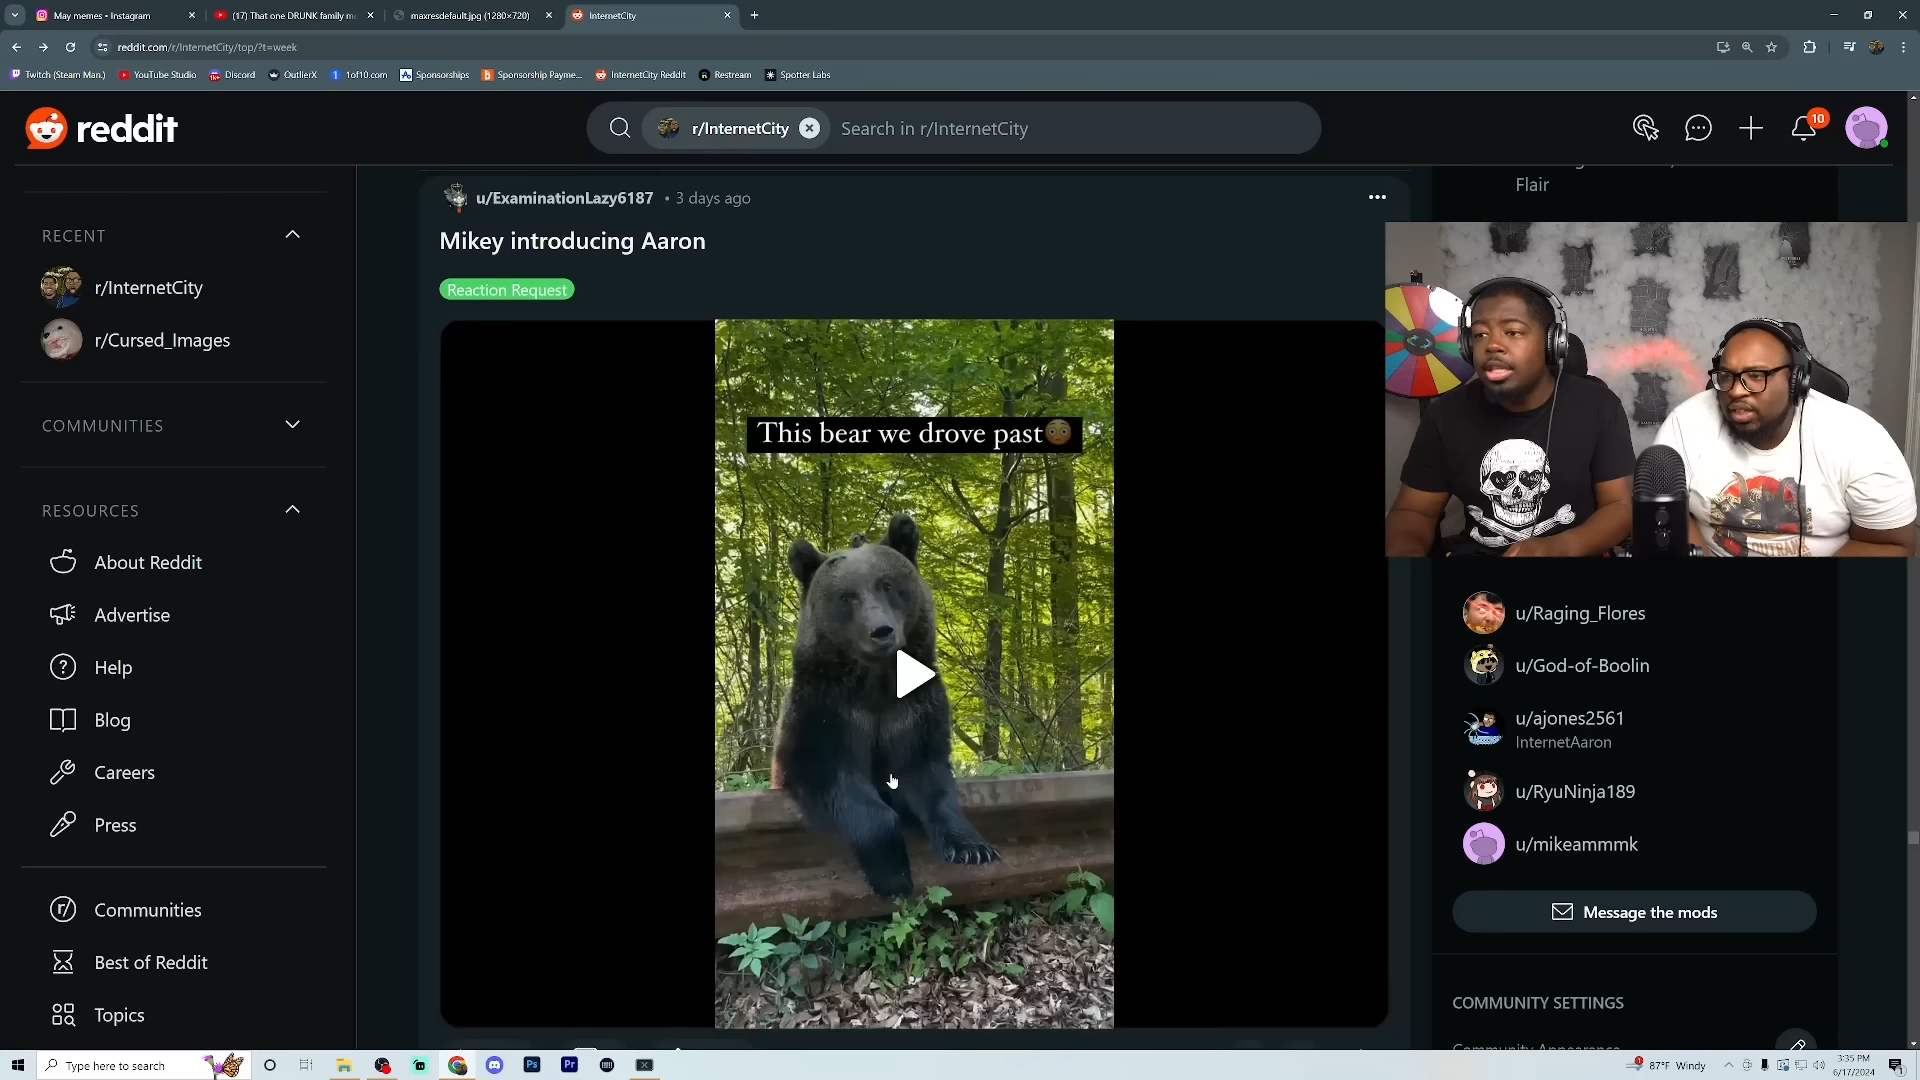 May memes - Instagram
(17) That one DRUNK family me
maxresdefault.jpg (1280×720)
InternetCity
reddit.com/r/InternetCity/top/?t=week
Twitch (Steam Man.)
YouTube Studio
Discord
OutlierX
1of10.com
Sponsorships
Sponsorship Payme...
InternetCity Reddit
Restream
Spotter Labs
reddit
r/InternetCity
Search in r/InternetCity
10
RECENT
r/InternetCity
r/Cursed_Images
COMMUNITIES
RESOURCES
About Reddit
Advertise
Help
Blog
Careers
Press
Communities
Best of Reddit
Topics
u/ExaminationLazy6187 • 3 days ago
Mikey introducing Aaron
Reaction Request
This bear we drove past😳
Flair
u/Raging_Flores
u/God-of-Boolin
u/ajones2561
InternetAaron
u/RyuNinja189
u/mikeammmk
Message the mods
COMMUNITY SETTINGS
Community Appearance
Type here to search
87°F Windy
3:35 PM
6/17/2024